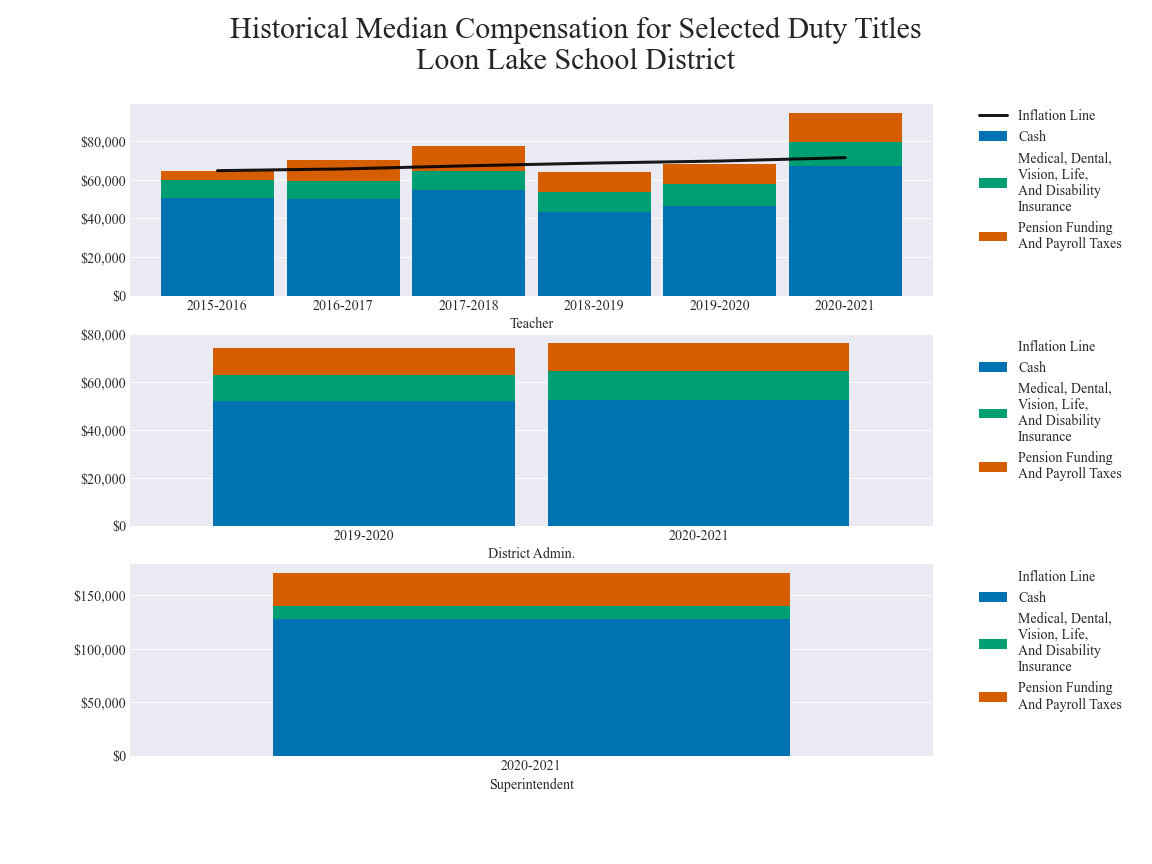 Historical Median Compensation for Selected Duty Titles
Loon Lake School District
$80,000
$60,000
$40,000
$20,000
$0
2015-2016 2016-2017 2017-2018 2018-2019 2019-2020 2020-2021
Teacher
Inflation Line
Cash
Medical, Dental,
Vision, Life,
And Disability
Insurance
Pension Funding
And Payroll Taxes
$80,000
$60,000
$40,000
$20,000
$0
2019-2020 2020-2021
District Admin.
Inflation Line
Cash
Medical, Dental,
Vision, Life,
And Disability
Insurance
Pension Funding
And Payroll Taxes
$150,000
$100,000
$50,000
$0
2020-2021
Superintendent
Inflation Line
Cash
Medical, Dental,
Vision, Life,
And Disability
Insurance
Pension Funding
And Payroll Taxes